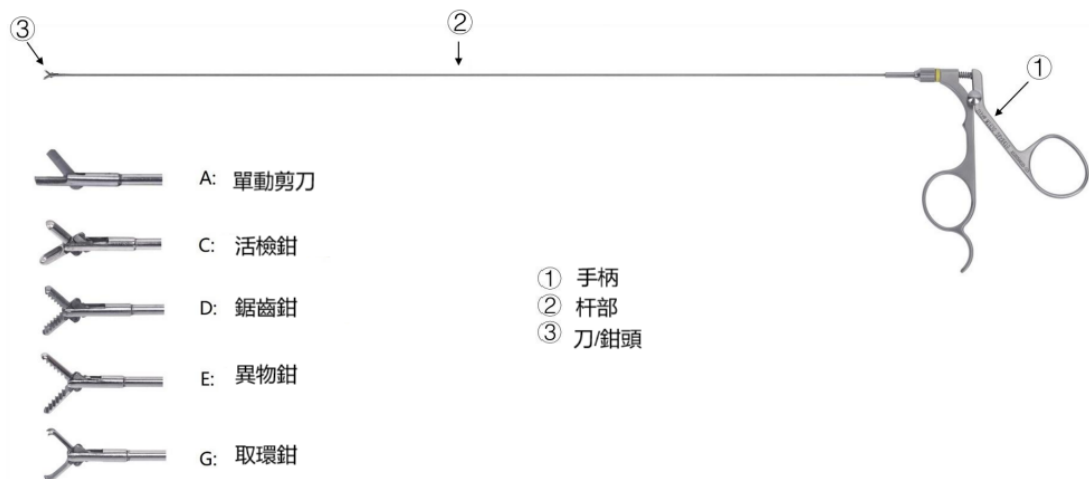 ③
②
①
A: 單動剪刀
C: 活檢鉗
D: 鋸齒鉗
E: 異物鉗
G: 取環鉗
① 手柄
② 杆部
③ 刀/鉗頭